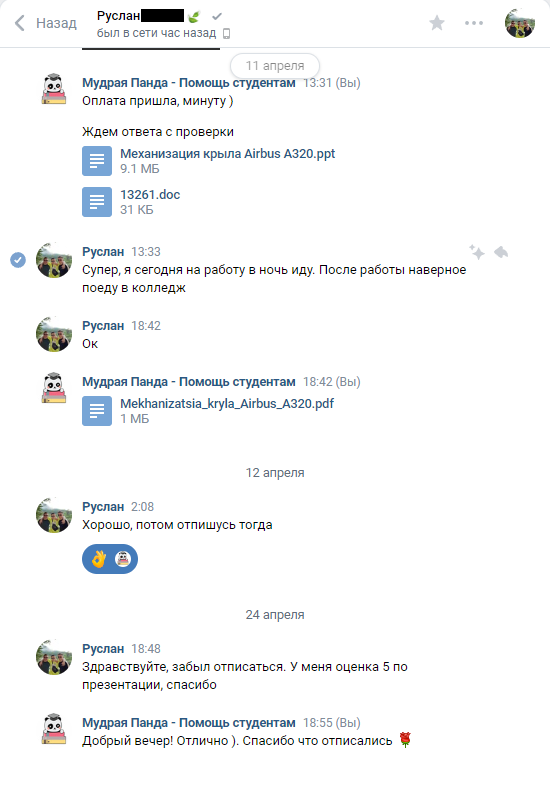 Назад
Руслан
был в сети час назад
11 апреля
Мудрая Панда - Помощь студентам 13:31 (Вы)
Оплата пришла, минуту )
Ждем ответа с проверки
Механизация крыла Airbus A320.ppt
9.1 МБ
13261.doc
31 КБ
Руслан 13:33
Супер, я сегодня на работу в ночь иду. После работы наверное
поеду в колледж
Руслан 18:42
Ок
Мудрая Панда - Помощь студентам 18:42 (Вы)
Mekhanizatsia_kryla_Airbus_A320.pdf
1 МБ
12 апреля
Руслан 2:08
Хорошо, потом отпишусь тогда
24 апреля
Руслан 18:48
Здравствуйте, забыл отписаться. У меня оценка 5 по
презентации, спасибо
Мудрая Панда - Помощь студентам 18:55 (Вы)
Добрый вечер! Отлично ). Спасибо что отписались 🌹